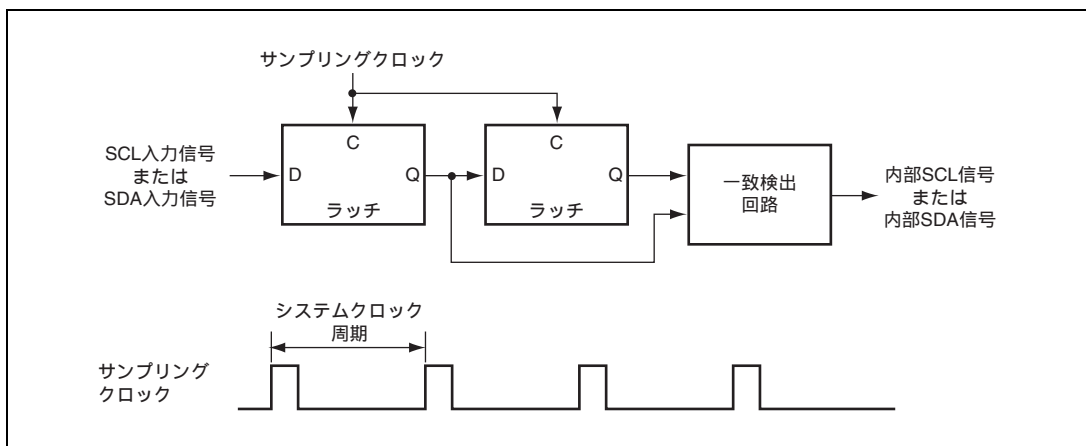 サンプリングクロック
SCL入力信号
または
SDA入力信号
C
D
Q
ラッチ
C
D
Q
ラッチ
一致検出
回路
内部SCL信号
または
内部SDA信号
システムクロック
周期
サンプリング
クロック